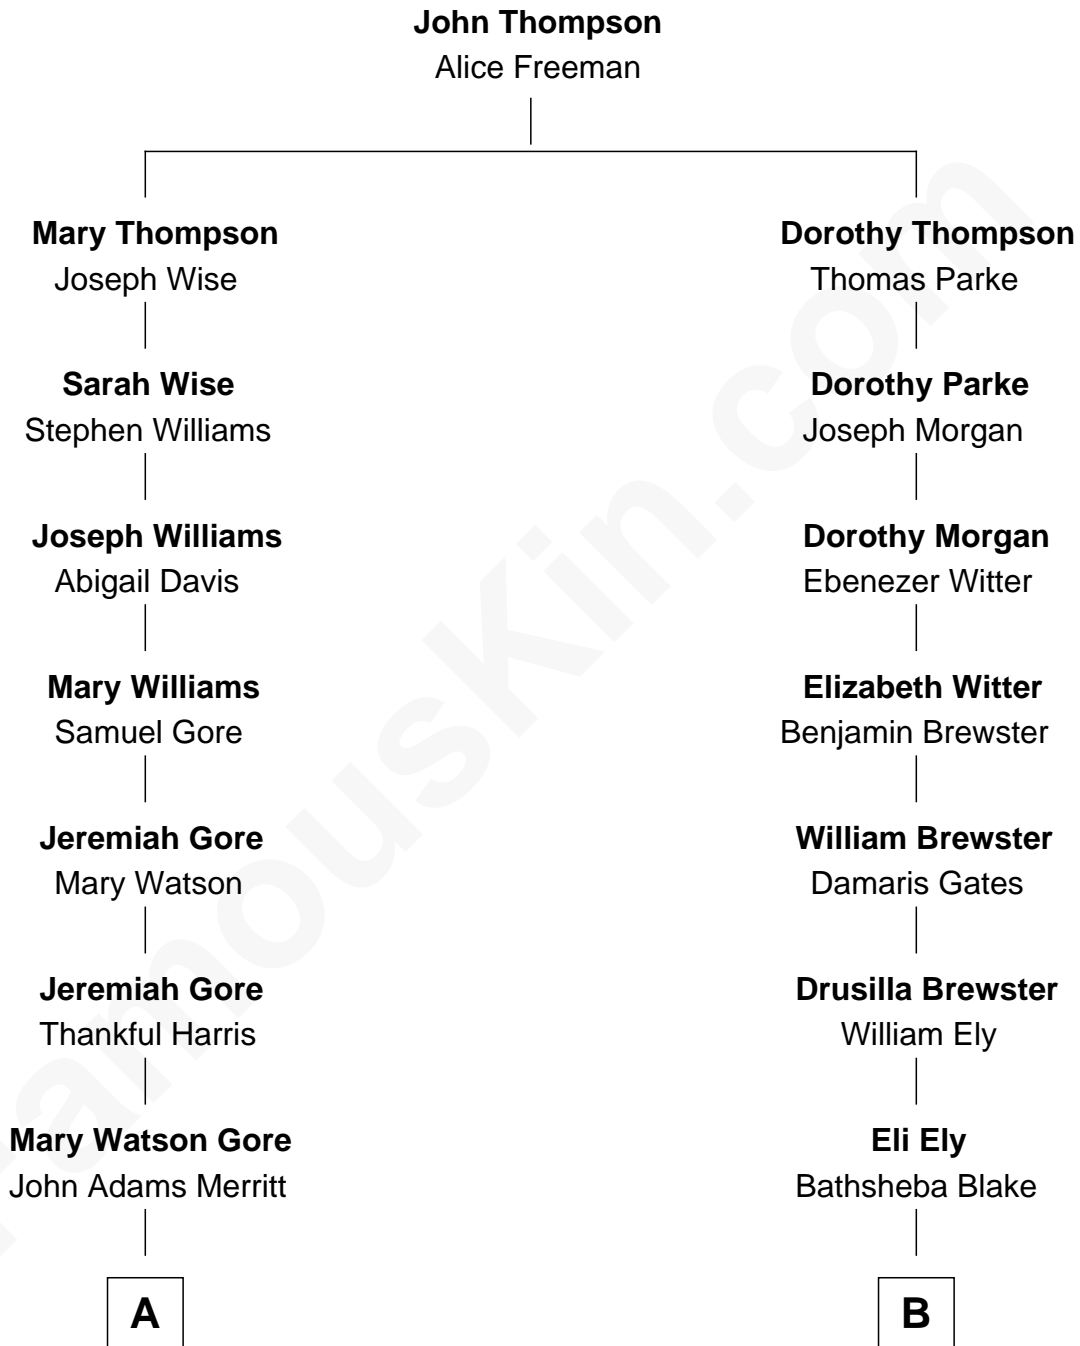 John Thompson
Alice Freeman
Mary Thompson
Joseph Wise
Sarah Wise
Stephen Williams
Joseph Williams
Abigail Davis
Mary Williams
Samuel Gore
Jeremiah Gore
Mary Watson
Jeremiah Gore
Thankful Harris
Mary Watson Gore
John Adams Merritt
A
Dorothy Thompson
Thomas Parke
Dorothy Parke
Joseph Morgan
Dorothy Morgan
Ebenezer Witter
Elizabeth Witter
Benjamin Brewster
William Brewster
Damaris Gates
Drusilla Brewster
William Ely
Eli Ely
Bathsheba Blake
B
FamousKin.com